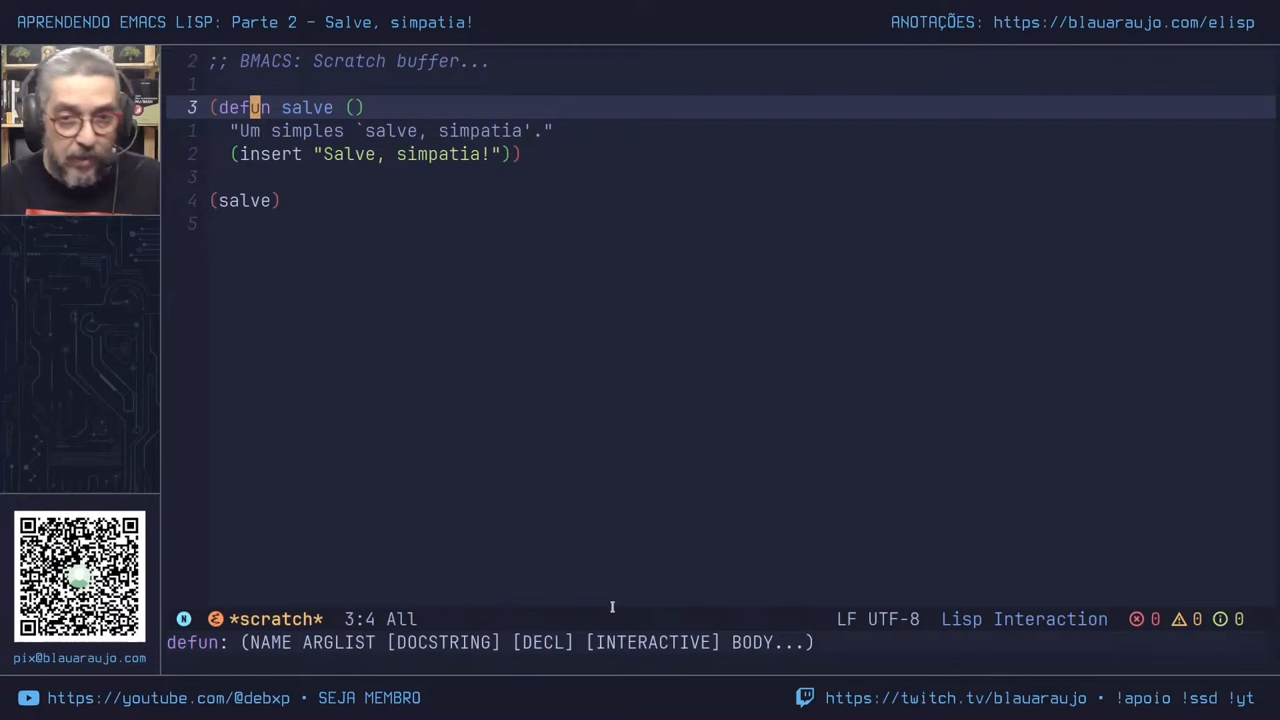 APRENDENDO EMACS LISP: Parte 2 - Salve, simpatia!
ANOTAÇÕES: https://blauaraujo.com/elisp
2 ;; BMACS: Scratch buffer...
1
3 (defun salve ()
1 "Um simples `salve, simpatia'."
2 (insert "Salve, simpatia!"))
3
4 (salve)
5
N *scratch* 3:4 All LF UTF-8 Lisp Interaction 0 0 0
defun: (NAME ARGLIST [DOCSTRING] [DECL] [INTERACTIVE] BODY...)
pix@blauaraujo.com
https://youtube.com/@debxp • SEJA MEMBRO
https://twitch.tv/blauaraujo • !apoio !ssd !yt